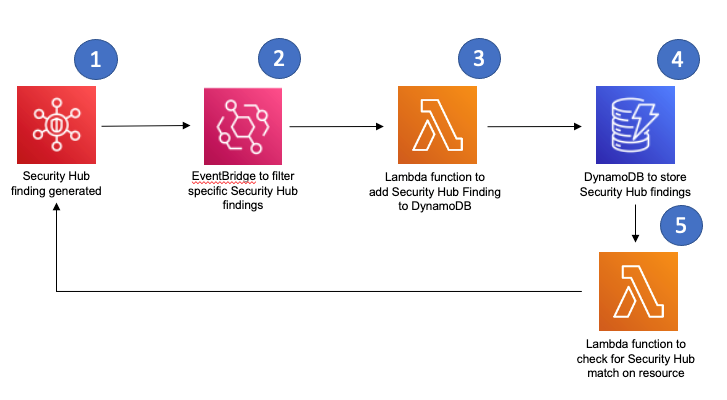 1
2
3
4
Security Hub
finding generated
EventBridge to filter
specific Security Hub
findings
Lambda function to
add Security Hub Finding
to DynamoDB
DynamoDB to store
Security Hub findings
5
Lambda function to
check for Security Hub
match on resource